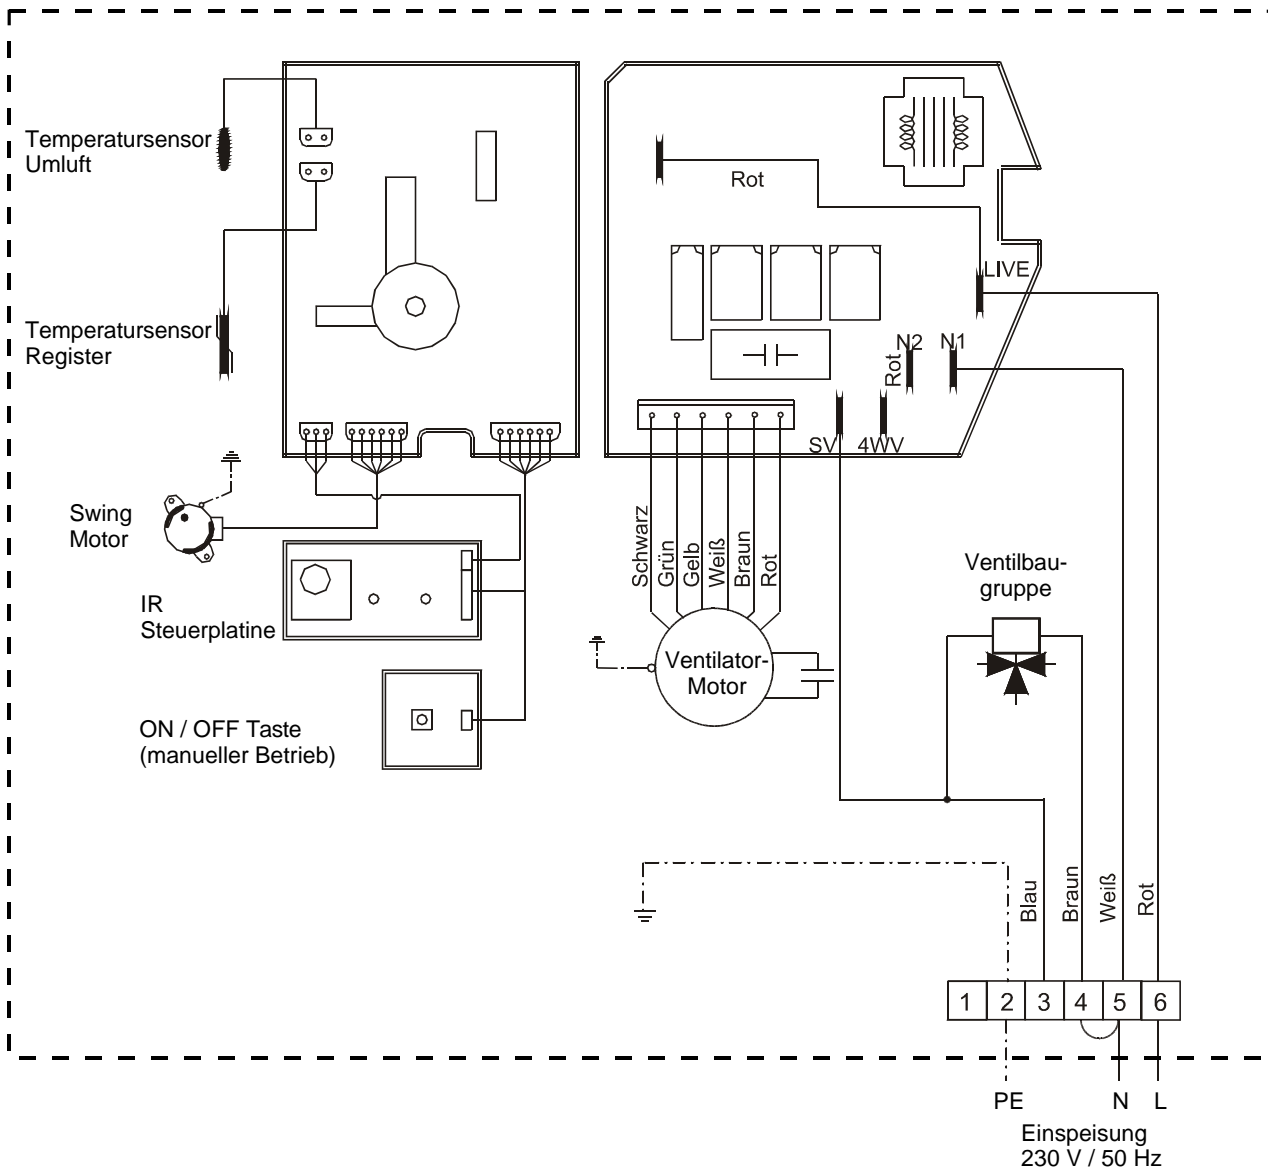 Temperatursensor
Umluft
Temperatursensor
Register
Swing
Motor
IR
Steuerplatine
ON / OFF Taste
(manueller Betrieb)
Rot
LIVE
N2
N1
Rot
SV
4WV
Schwarz
Grün
Gelb
Weiß
Braun
Rot
Ventilator-
Motor
Ventilbau-
gruppe
Blau
Braun
Weiß
Rot
1 2 3 4 5 6
PE N L
Einspeisung
230 V / 50 Hz